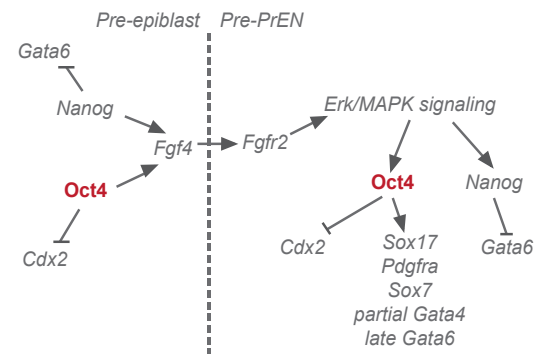 Pre-epiblast Pre-PrEN
Gata6
Nanog
Fgf4
Fgfr2
Erk/MAPK signaling
Oct4
Cdx2
Oct4
Nanog
Cdx2
Sox17
Gata6
Pdgfra
Sox7
partial Gata4
late Gata6